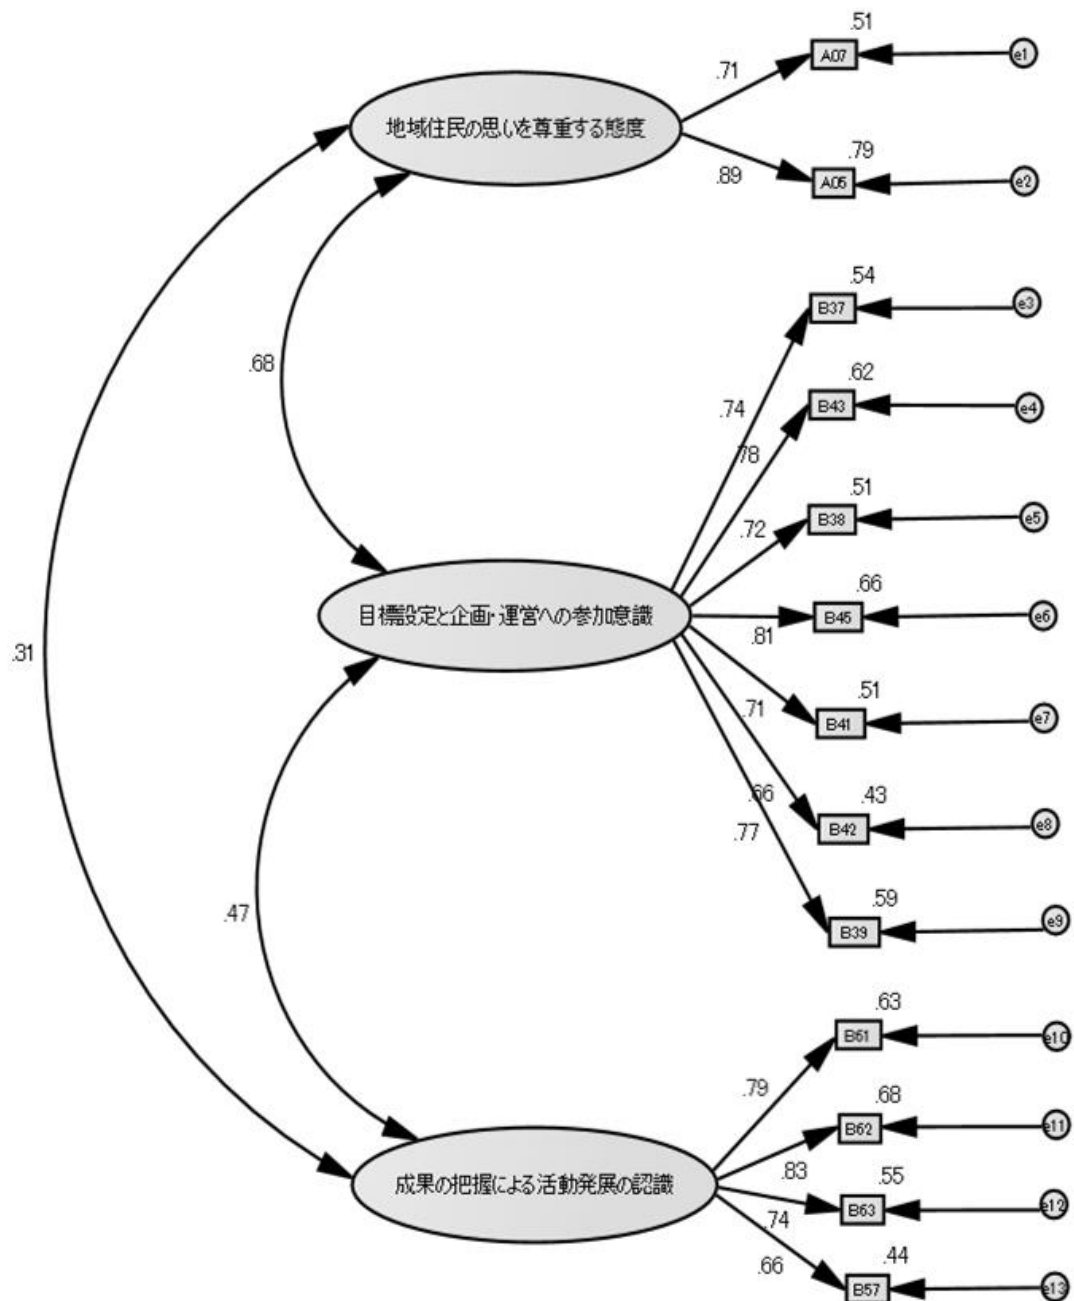 .51
A07
e1
.71
地域住民の思いを尊重する態度
.79
.89
A05
e2
.54
B37
e3
.68
.62
.74
B43
e4
.78
.51
.72
B38
e5
.66
目標設定と企画・運営への参加意識
B45
e6
.81
.31
.51
.71
B41
e7
.66
.43
.77
B42
e8
.47
.59
B39
e9
.63
B61
e10
.79
.68
B62
e11
.83
.55
成果の把握による活動発展の認識
B63
e12
.74
.66
.44
B57
e13